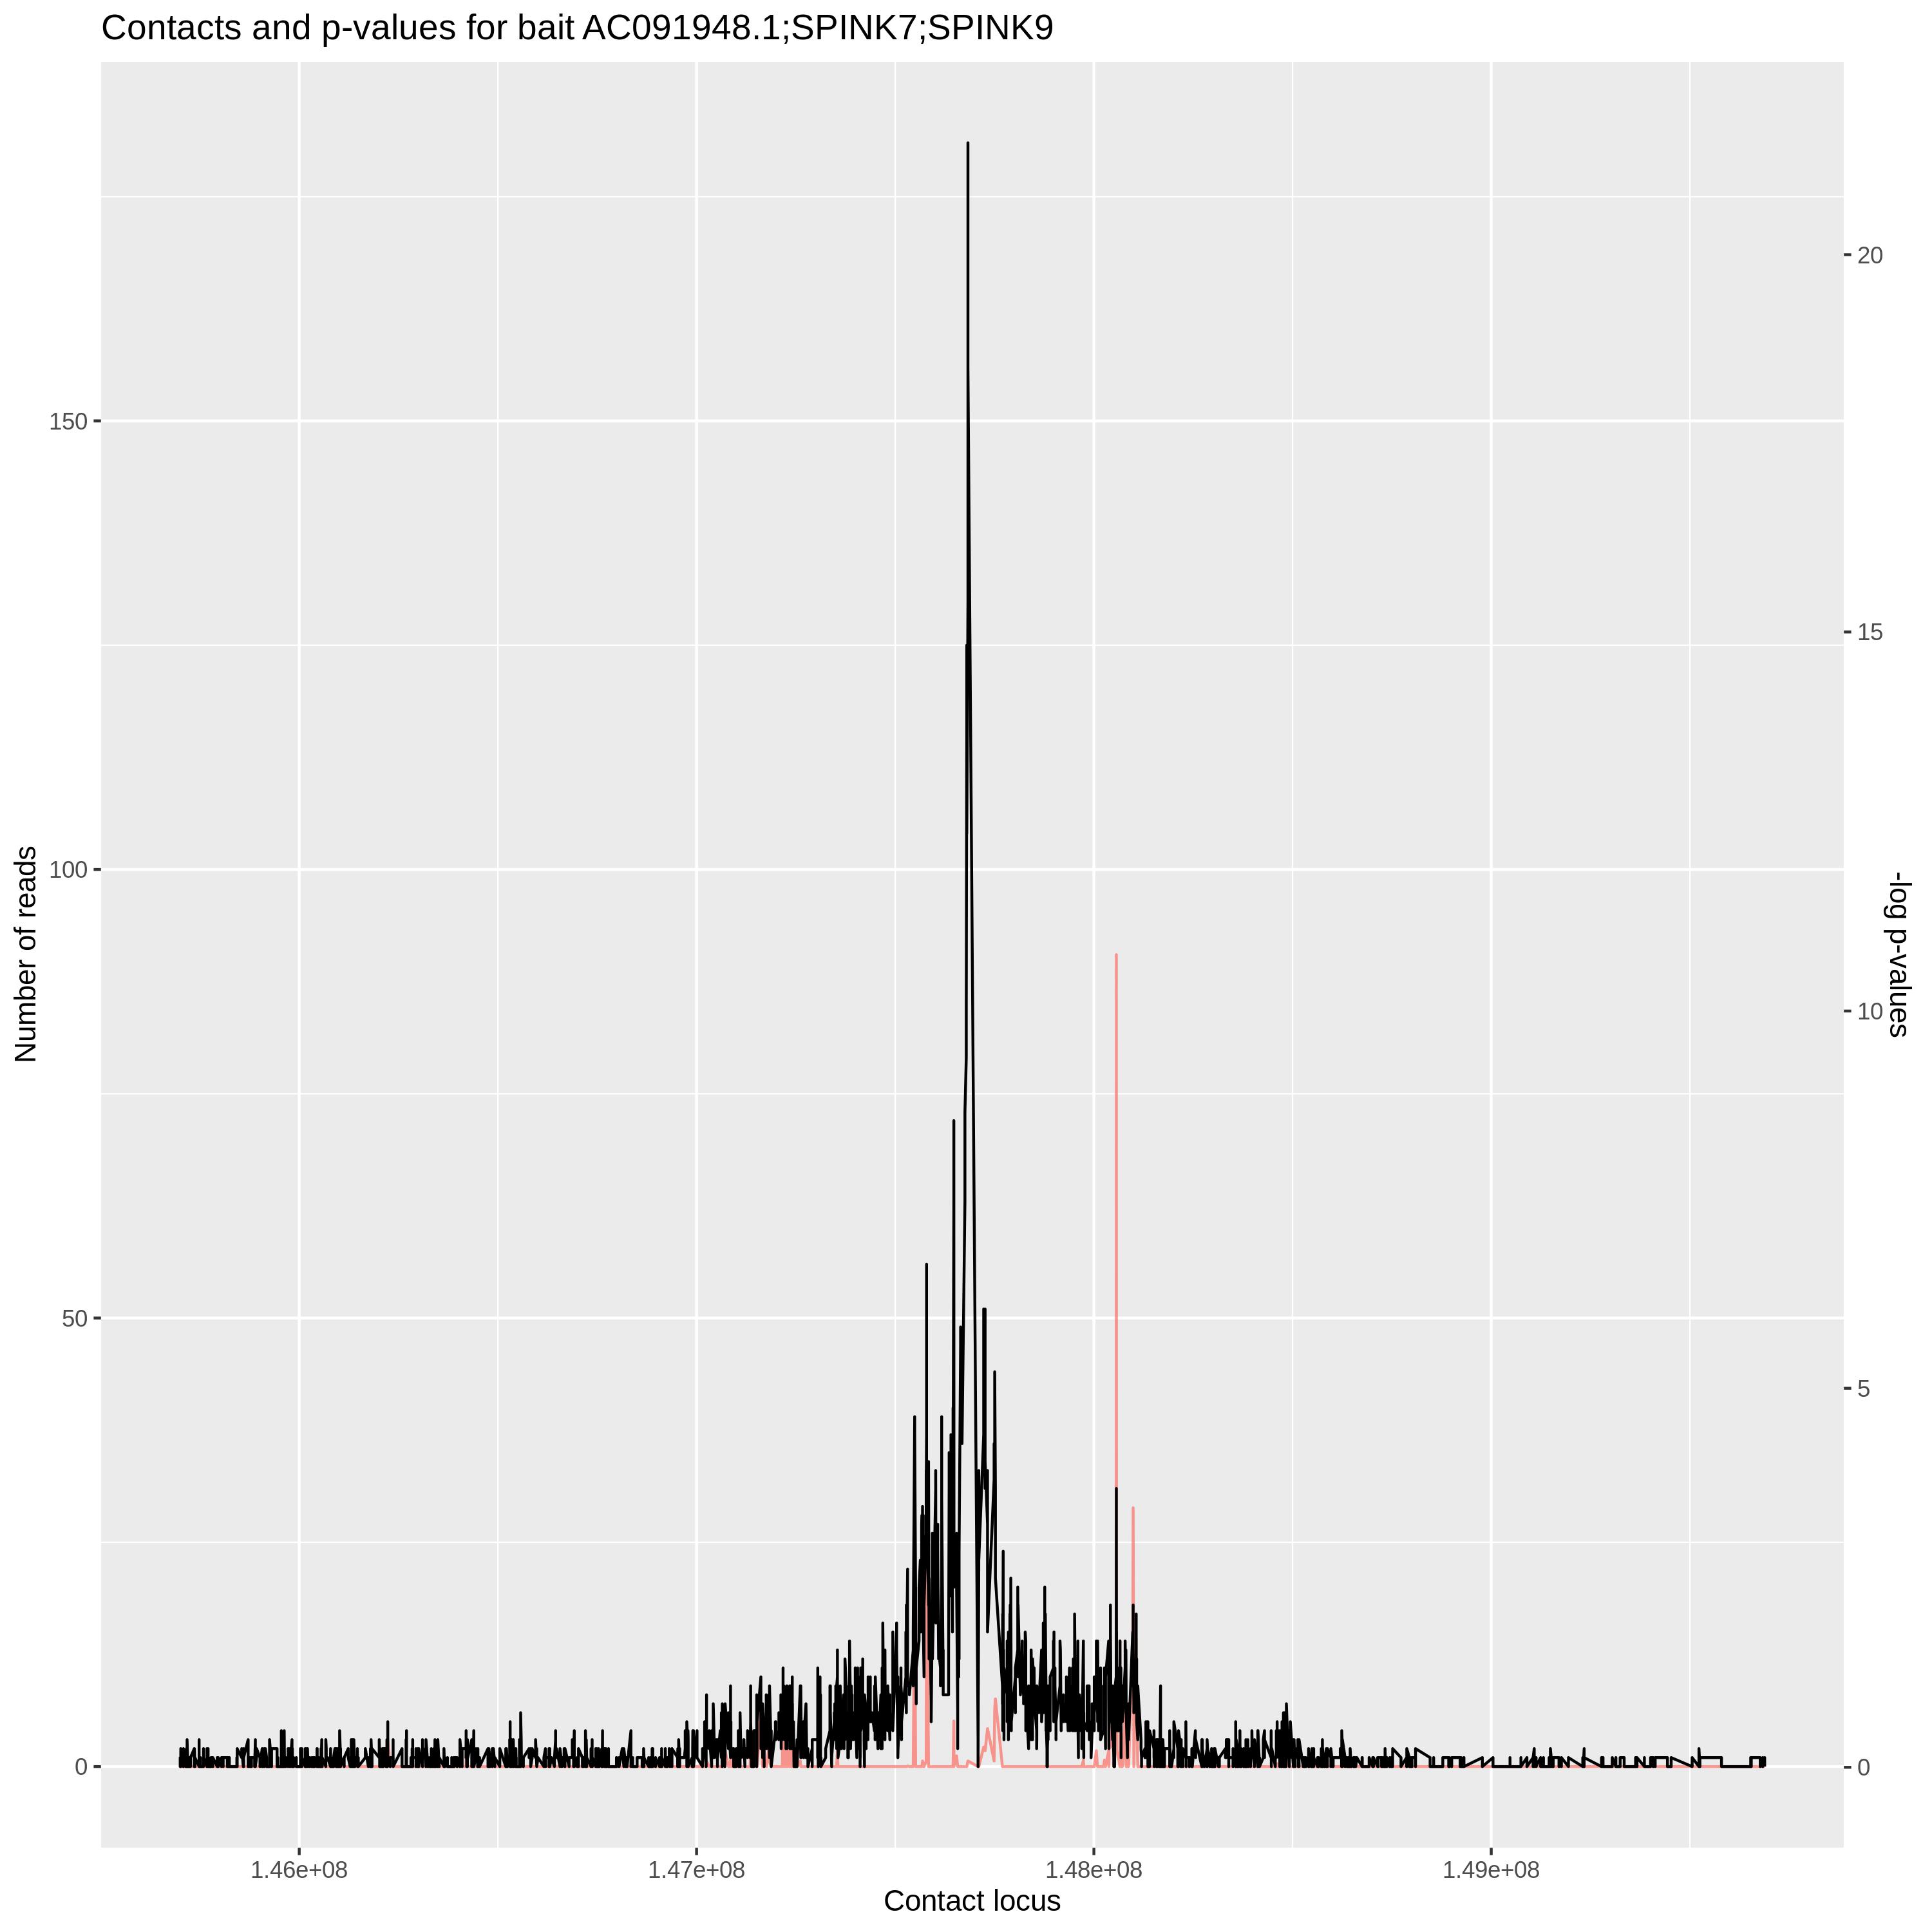 Contacts and p-values for bait AC091948.1;SPINK7;SPINK9
Number of reads
150
100
50
0
20
15
10
5
0
-log p-values
1.46e+08 1.47e+08 1.48e+08 1.49e+08
Contact locus